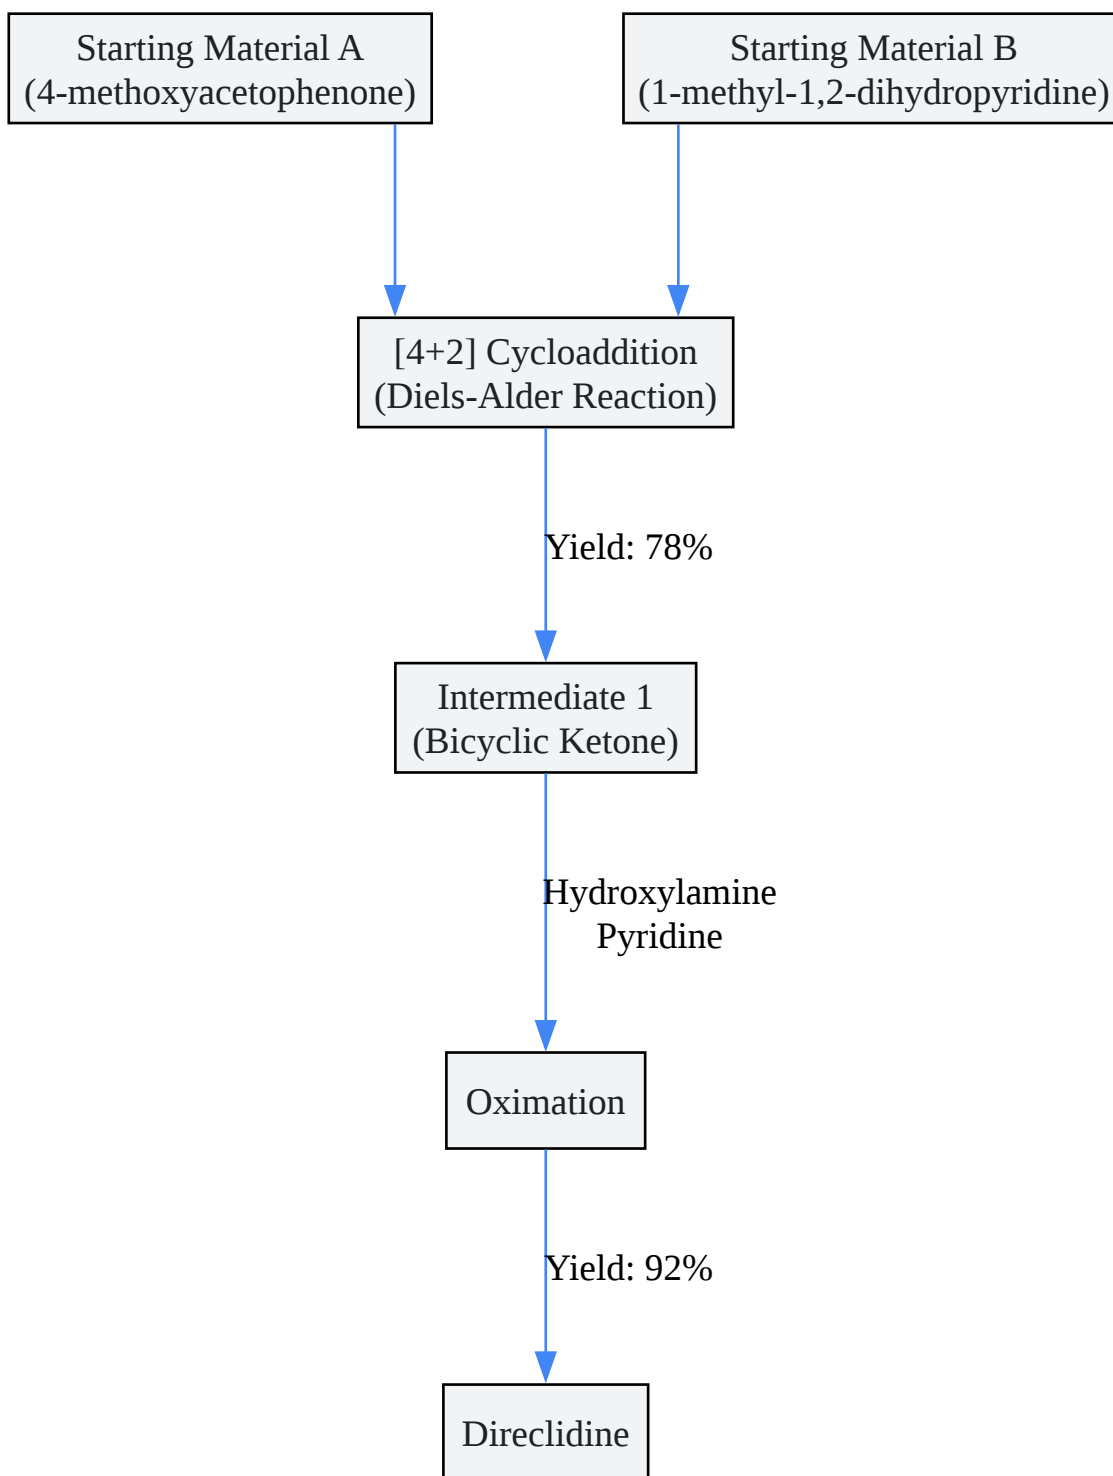 Starting Material A
(4-methoxyacetophenone)
Starting Material B
(1-methyl-1,2-dihydropyridine)
[4+2] Cycloaddition
(Diels-Alder Reaction)
Yield: 78%
Intermediate 1
(Bicyclic Ketone)
Hydroxylamine
Pyridine
Oximation
Yield: 92%
Direclidine